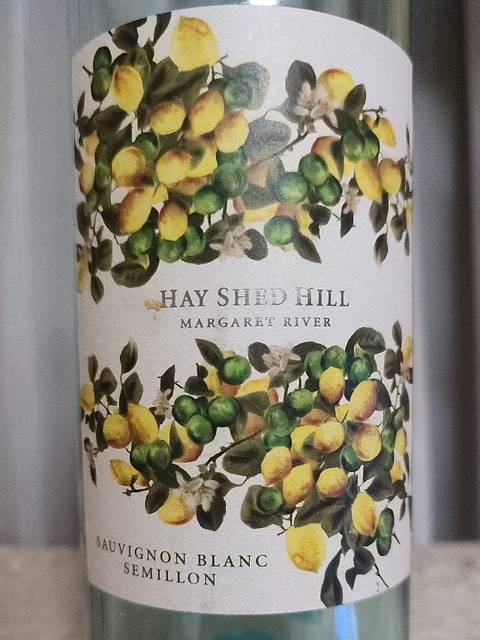 HAY SHED HILL
MARGARET RIVER
SAUVIGNON BLANC
SEMILLON